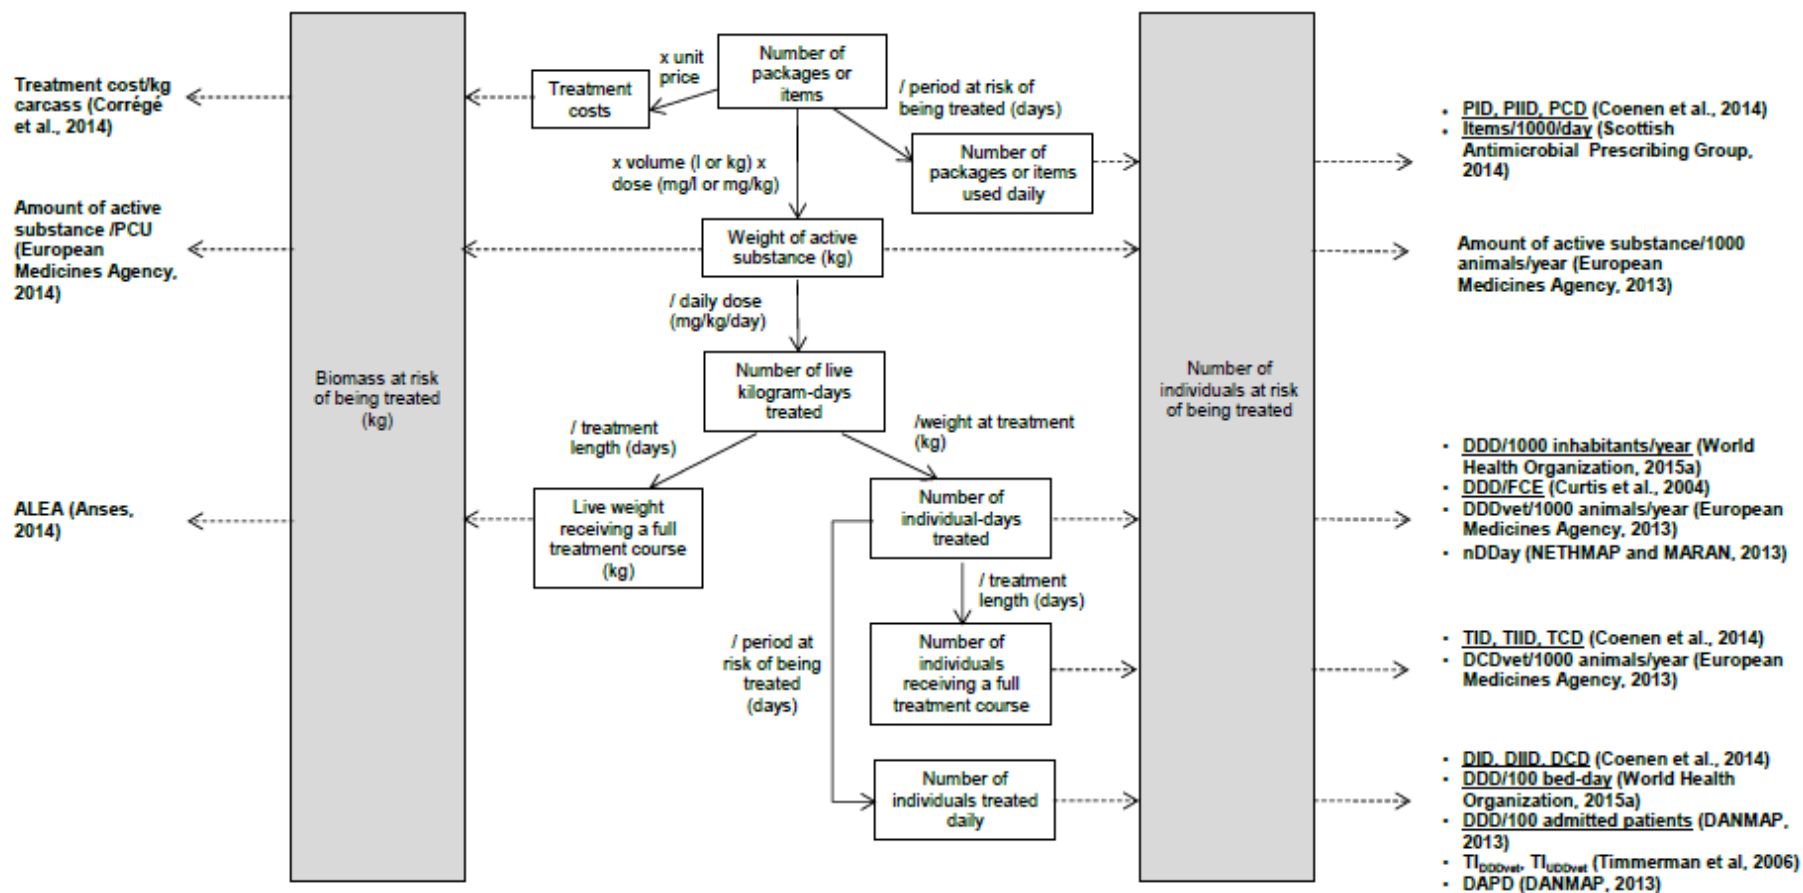 Treatment cost/kg
carcass (Corrégé
et al., 2014)
Amount of active
substance /PCU
(European
Medicines Agency,
2014)
ALEA (Anses,
2014)
Biomass at risk
of being treated
(kg)
x unit
price
Treatment
costs
Number of
packages or
items
/ period at risk of
being treated (days)
Number of
packages or items
used daily
x volume (l or kg) x
dose (mg/l or mg/kg)
Weight of active
substance (kg)
/ daily dose
(mg/kg/day)
Number of live
kilogram-days
treated
/ treatment
length (days)
/weight at treatment
(kg)
Live weight
receiving a full
treatment course
(kg)
Number of
individual-days
treated
/ treatment
length (days)
/ period at
risk of being
treated
(days)
Number of
individuals
receiving a full
treatment course
Number of
individuals treated
daily
Number of
individuals at risk
of being treated
• PID, PIID, PCD (Coenen et al., 2014)
• Items/1000/day (Scottish
Antimicrobial Prescribing Group,
2014)
Amount of active substance/1000
animals/year (European
Medicines Agency, 2013)
• DDD/1000 inhabitants/year (World
Health Organization, 2015a)
• DDD/FCE (Curtis et al., 2004)
• DDDvet/1000 animals/year (European
Medicines Agency, 2013)
• nDDay (NETHMAP and MARAN, 2013)
• TID, TIID, TCD (Coenen et al., 2014)
• DCDvet/1000 animals/year (European
Medicines Agency, 2013)
• DID, DIID, DCD (Coenen et al., 2014)
• DDD/100 bed-day (World Health
Organization, 2015a)
• DDD/100 admitted patients (DANMAP,
2013)
• TIDDDvet, TIUDDvet (Timmerman et al, 2006)
• DAPD (DANMAP, 2013)